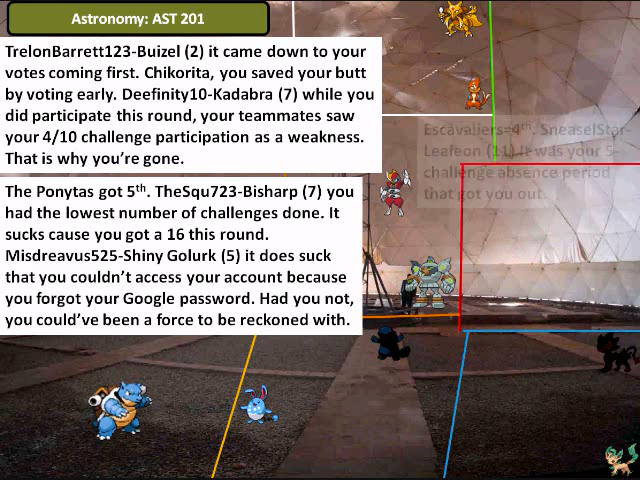 Astronomy: AST 201
TrelonBarrett123-Buizel (2) it came down to your
votes coming first. Chikorita, you saved your butt
by voting early. Deefinity10-Kadabra (7) while you
did participate this round, your teammates saw
your 4/10 challenge participation as a weakness.
That is why you're gone.
Escavaliers=4th. SneaselStar-
Leafeon (11) It was your 5-
challenge absence period
that got you out.
The Ponytas got 5th. TheSqu723-Bisharp (7) you
had the lowest number of challenges done. It
sucks cause you got a 16 this round.
Misdreavus525-Shiny Golurk (5) it does suck
that you couldn't access your account because
you forgot your Google password. Had you not,
you could've been a force to be reckoned with.